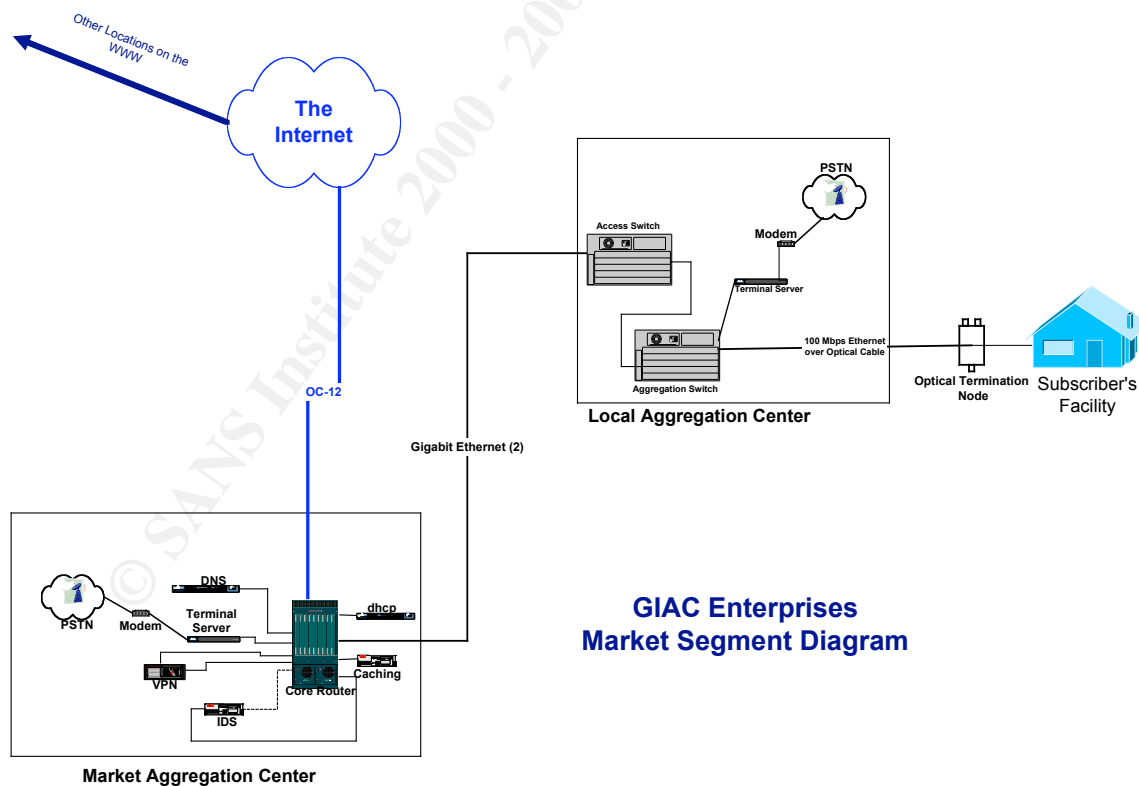 Other Locations on the
WWW
The
Internet
© SANS Institute 2000 - 200
PSTN
Access Switch
Modem
Terminal Server
100 Mbps Ethernet
over Optical Cable
Aggregation Switch
Optical Termination
Node
Subscriber's
Facility
OC-12
Local Aggregation Center
Gigabit Ethernet (2)
DNS
dhcp
Terminal
Server
PSTN
Modem
VPN
Caching
Core Router
IDS
GIAC Enterprises
Market Segment Diagram
Market Aggregation Center